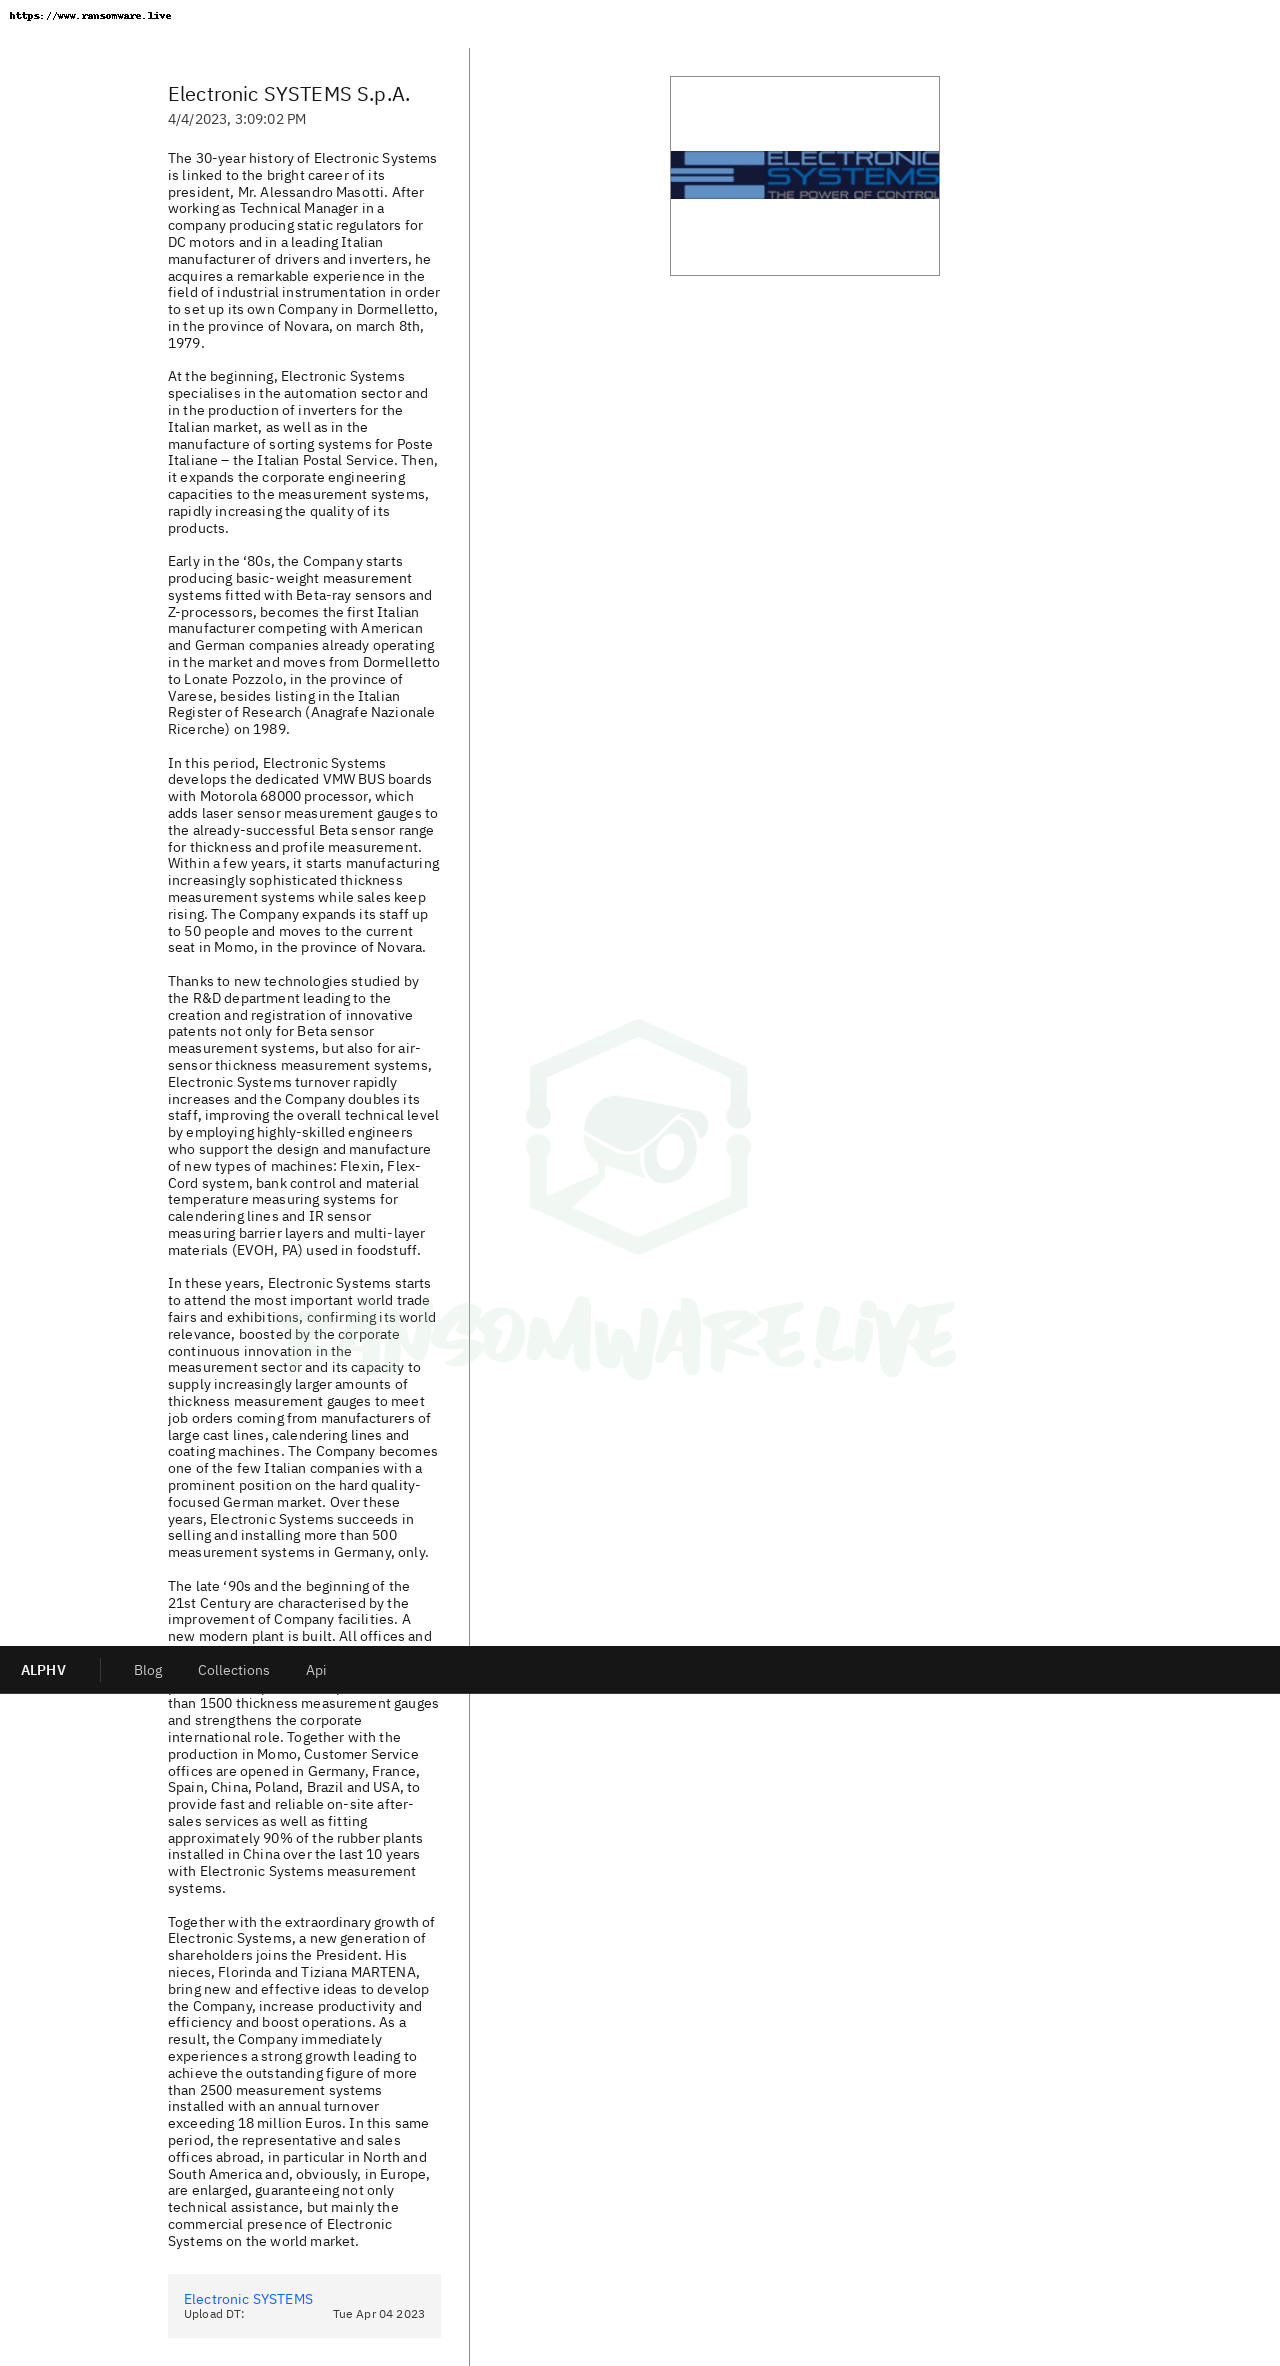 https://www.ransomware.live
Electronic SYSTEMS S.p.A.
4/4/2023, 3:09:02 PM
The 30-year history of Electronic Systems
is linked to the bright career of its
president, Mr. Alessandro Masotti. After
working as Technical Manager in a
company producing static regulators for
DC motors and in a leading Italian
manufacturer of drivers and inverters, he
acquires a remarkable experience in the
field of industrial instrumentation in order
to set up its own Company in Dormelletto,
in the province of Novara, on march 8th,
1979.
At the beginning, Electronic Systems
specialises in the automation sector and
in the production of inverters for the
Italian market, as well as in the
manufacture of sorting systems for Poste
Italiane – the Italian Postal Service. Then,
it expands the corporate engineering
capacities to the measurement systems,
rapidly increasing the quality of its
products.
Early in the ‘80s, the Company starts
producing basic-weight measurement
systems fitted with Beta-ray sensors and
Z-processors, becomes the first Italian
manufacturer competing with American
and German companies already operating
in the market and moves from Dormelletto
to Lonate Pozzolo, in the province of
Varese, besides listing in the Italian
Register of Research (Anagrafe Nazionale
Ricerche) on 1989.
In this period, Electronic Systems
develops the dedicated VMW BUS boards
with Motorola 68000 processor, which
adds laser sensor measurement gauges to
the already-successful Beta sensor range
for thickness and profile measurement.
Within a few years, it starts manufacturing
increasingly sophisticated thickness
measurement systems while sales keep
rising. The Company expands its staff up
to 50 people and moves to the current
seat in Momo, in the province of Novara.
Thanks to new technologies studied by
the R&D department leading to the
creation and registration of innovative
patents not only for Beta sensor
measurement systems, but also for air-
sensor thickness measurement systems,
Electronic Systems turnover rapidly
increases and the Company doubles its
staff, improving the overall technical level
by employing highly-skilled engineers
who support the design and manufacture
of new types of machines: Flexin, Flex-
Cord system, bank control and material
temperature measuring systems for
calendering lines and IR sensor
measuring barrier layers and multi-layer
materials (EVOH, PA) used in foodstuff.
In these years, Electronic Systems starts
to attend the most important world trade
fairs and exhibitions, confirming its world
relevance, boosted by the corporate
continuous innovation in the
measurement sector and its capacity to
supply increasingly larger amounts of
thickness measurement gauges to meet
job orders coming from manufacturers of
large cast lines, calendering lines and
coating machines. The Company becomes
one of the few Italian companies with a
prominent position on the hard quality-
focused German market. Over these
years, Electronic Systems succeeds in
selling and installing more than 500
measurement systems in Germany, only.
The late ‘90s and the beginning of the
21st Century are characterised by the
improvement of Company facilities. A
new modern plant is built. All offices and
ALPHV Blog Collections Api
than 1500 thickness measurement gauges
and strengthens the corporate
international role. Together with the
production in Momo, Customer Service
offices are opened in Germany, France,
Spain, China, Poland, Brazil and USA, to
provide fast and reliable on-site after-
sales services as well as fitting
approximately 90% of the rubber plants
installed in China over the last 10 years
with Electronic Systems measurement
systems.
Together with the extraordinary growth of
Electronic Systems, a new generation of
shareholders joins the President. His
nieces, Florinda and Tiziana MARTENA,
bring new and effective ideas to develop
the Company, increase productivity and
efficiency and boost operations. As a
result, the Company immediately
experiences a strong growth leading to
achieve the outstanding figure of more
than 2500 measurement systems
installed with an annual turnover
exceeding 18 million Euros. In this same
period, the representative and sales
offices abroad, in particular in North and
South America and, obviously, in Europe,
are enlarged, guaranteeing not only
technical assistance, but mainly the
commercial presence of Electronic
Systems on the world market.
Electronic SYSTEMS
Upload DT: Tue Apr 04 2023
ELECTRONIC
SYSTEMS
THE POWER OF CONTROL
RANSOMWARE.LIVE